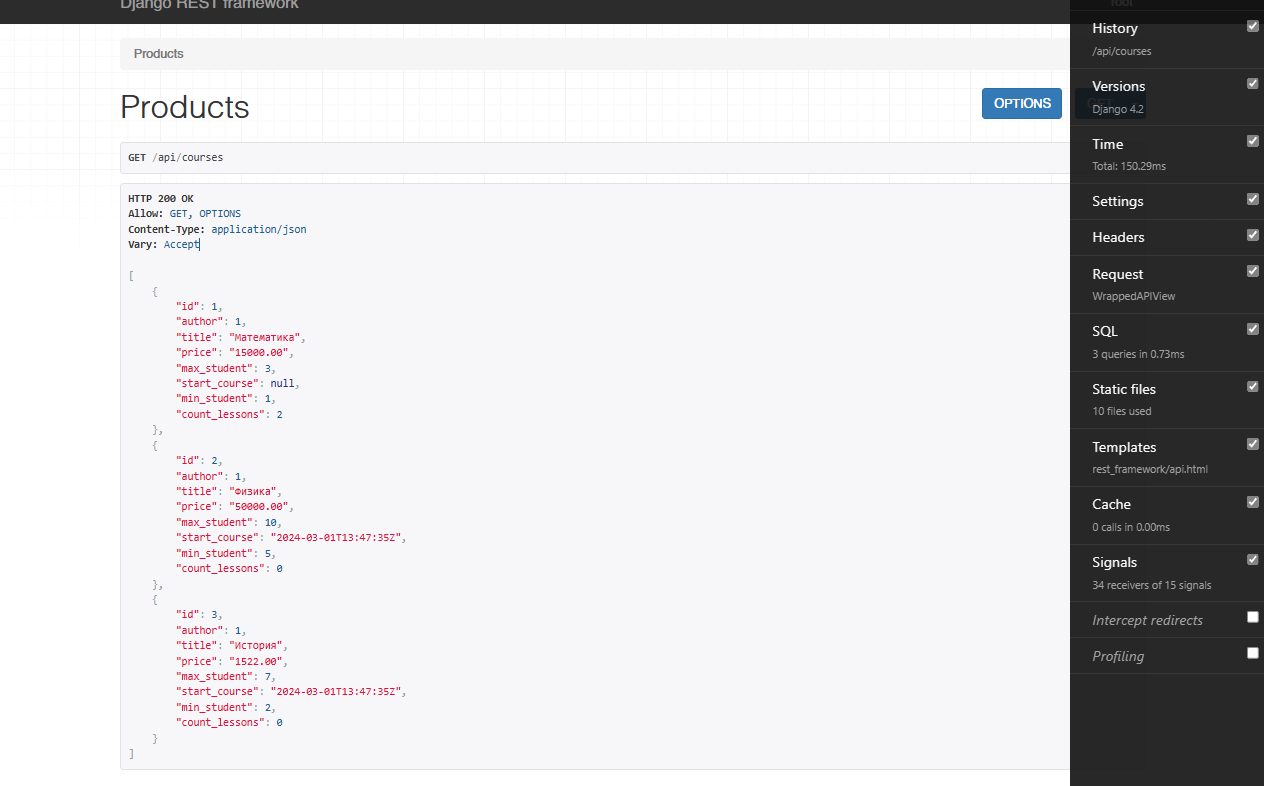 Django REST framework
root
Products
Products
OPTIONS
GET
GET /api/courses
HTTP 200 OK
Allow: GET, OPTIONS
Content-Type: application/json
Vary: Accept
[
{
"id": 1,
"author": 1,
"title": "Математика",
"price": "15000.00",
"max_student": 3,
"start_course": null,
"min_student": 1,
"count_lessons": 2
},
{
"id": 2,
"author": 1,
"title": "Физика",
"price": "50000.00",
"max_student": 10,
"start_course": "2024-03-01T13:47:35Z",
"min_student": 5,
"count_lessons": 0
},
{
"id": 3,
"author": 1,
"title": "История",
"price": "1522.00",
"max_student": 7,
"start_course": "2024-03-01T13:47:35Z",
"min_student": 2,
"count_lessons": 0
}
]
History
/api/courses
Versions
Django 4.2
Time
Total: 150.29ms
Settings
Headers
Request
WrappedAPIView
SQL
3 queries in 0.73ms
Static files
10 files used
Templates
rest_framework/api.html
Cache
0 calls in 0.00ms
Signals
34 receivers of 15 signals
Intercept redirects
Profiling